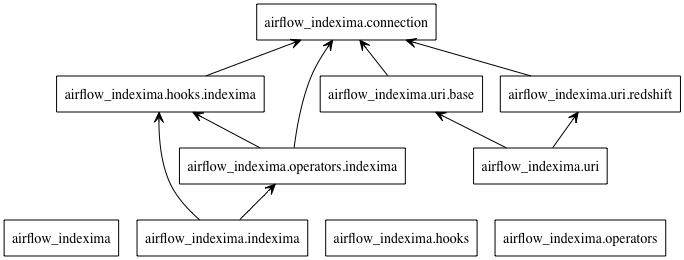 airflow_indexima.connection
airflow_indexima.hooks.indexima
airflow_indexima.uri.base
airflow_indexima.uri.redshift
airflow_indexima.operators.indexima
airflow_indexima.uri
airflow_indexima
airflow_indexima.indexima
airflow_indexima.hooks
airflow_indexima.operators